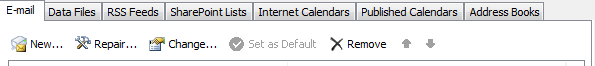 E-mail Data Files RSS Feeds SharePoint Lists Internet Calendars Published Calendars Address Books
New... Repair... Change... Set as Default Remove